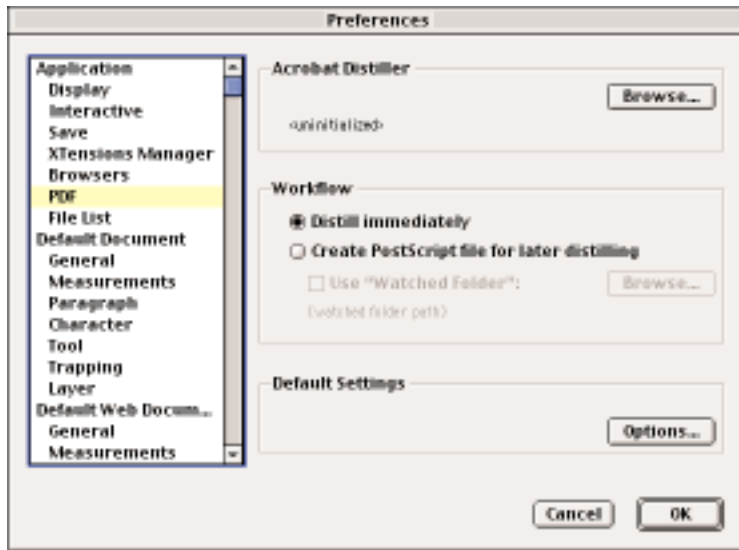 Preferences
Application
Display
Interactive
Save
XTensions Manager
Browsers
PDF
File List
Default Document
General
Measurements
Paragraph
Character
Tool
Trapping
Layer
Default Web Docum...
General
Measurements
Acrobat Distiller
Browse...
<uninitialized>
Workflow
Distill immediately
Create PostScript file for later distilling
Use "Watched Folder":
Browse...
(watched folder path)
Default Settings
Options...
Cancel
OK